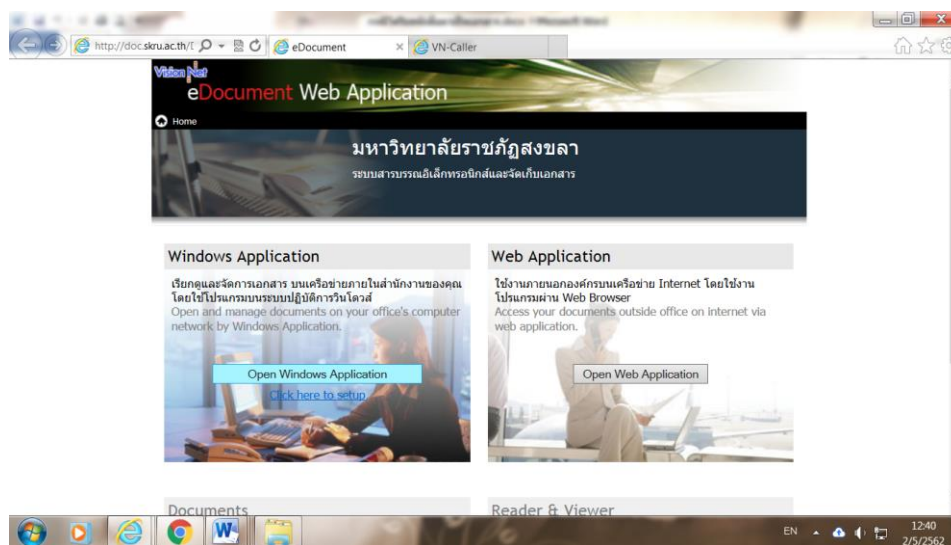 http://doc.skru.ac.th/
eDocument
VN-Caller
Vision Net
eDocument Web Application
Home
มหาวิทยาลัยราชภัฏสงขลา
ระบบสารบรรณอิเล็กทรอนิกส์และจัดเก็บเอกสาร
Windows Application
เรียกดูและจัดการเอกสาร บนเครือข่ายภายในสำนักงานของคุณ
โดยใช้โปรแกรมบนระบบปฏิบัติการวินโดวส์
Open and manage documents on your office's computer
network by Windows Application.
Open Windows Application
Click here to setup
Web Application
ใช้งานภายนอกองค์กรบนเครือข่าย Internet โดยใช้งาน
โปรแกรมผ่าน Web Browser
Access your documents outside office on internet via
web application.
Open Web Application
Documents
Reader & Viewer
EN
12:40
2/5/2562